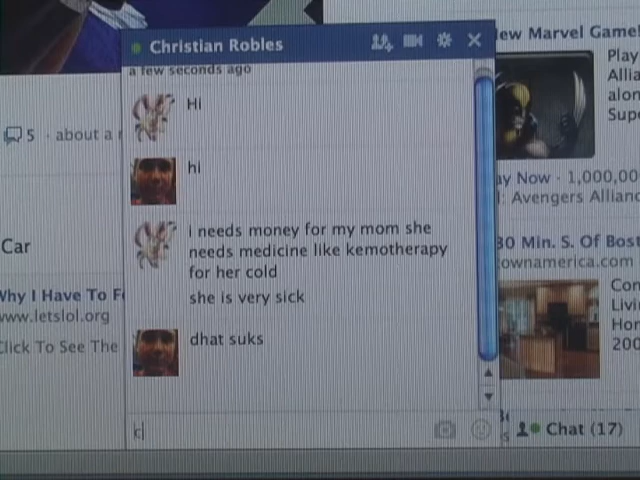 Christian Robles
a few seconds ago
Hi
hi
i needs money for my mom she
needs medicine like kemotherapy
for her cold
she is very sick
dhat suks
c
5 · about a
Car
Why I Have To F
www.letslol.org
Click To See The
ew Marvel Game!
Play
Allia
alon
Supe
ay Now · 1,000,00
: Avengers Allianc
30 Min. S. Of Bost
ownamerica.com
Con
Livi
Hor
200
Chat (17)